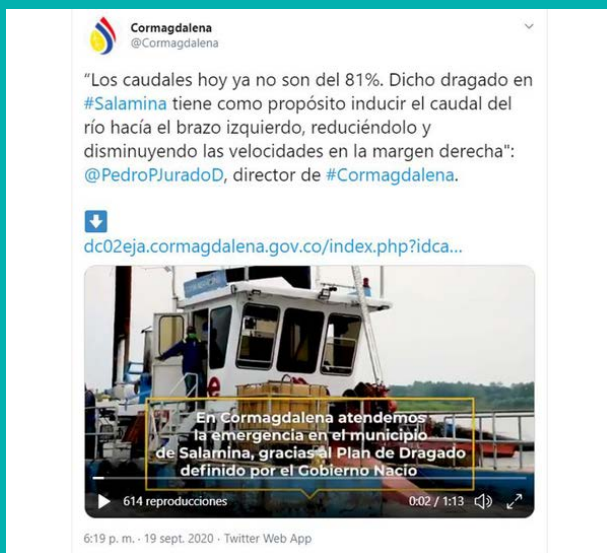 Cormagdalena
@Cormagdalena
“Los caudales hoy ya no son del 81%. Dicho dragado en
#Salamina tiene como propósito inducir el caudal del
río hacía el brazo izquierdo, reduciéndolo y
disminuyendo las velocidades en la margen derecha":
@PedroPJuradoD, director de #Cormagdalena.
dc02eja.cormagdalena.gov.co/index.php?idca...
En Cormagdalena atendemos
la emergencia en el municipio
de Salamina, gracias al Plan de Dragado
definido por el Gobierno Nacio
614 reproducciones
0:02 / 1:13
6:19 p. m. · 19 sept. 2020 · Twitter Web App